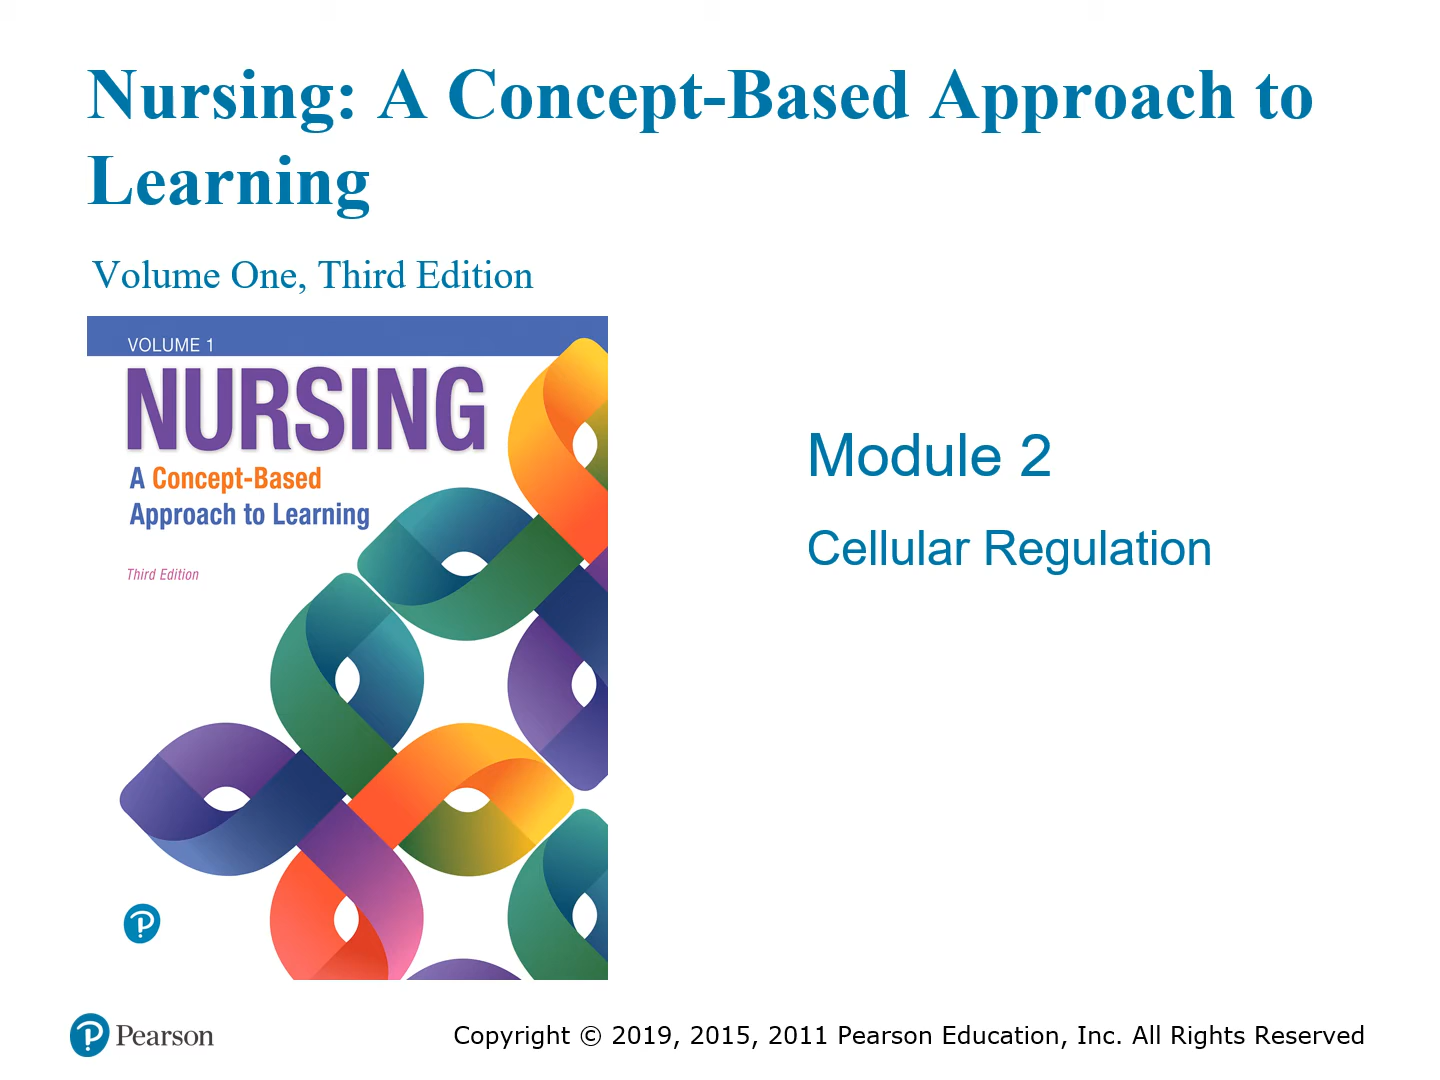 Nursing: A Concept-Based Approach to
Learning
Volume One, Third Edition
VOLUME 1
NURSING
A Concept-Based
Approach to Learning
Third Edition
Module 2
Cellular Regulation
Pearson
Copyright © 2019, 2015, 2011 Pearson Education, Inc. All Rights Reserved